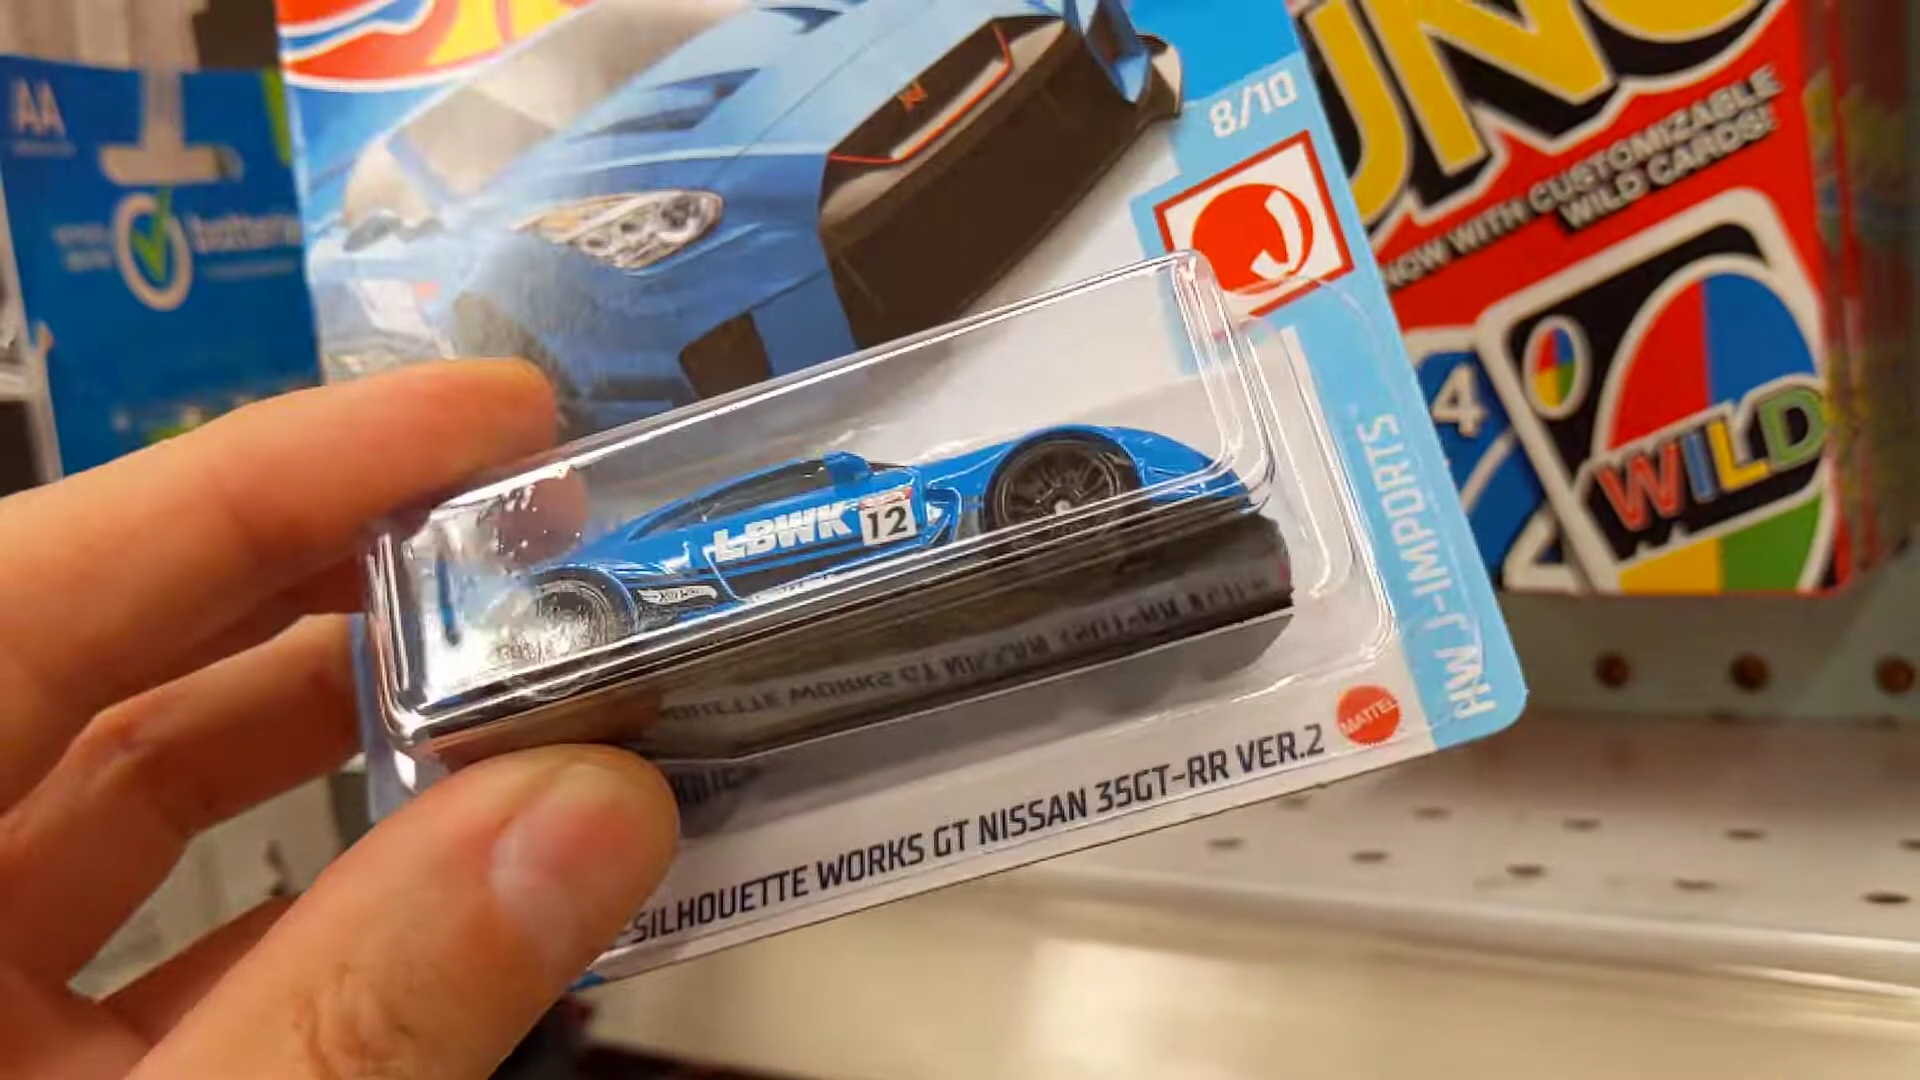 AA
batteries
8/10
NOW WITH CUSTOMIZABLE
WILD CARDS!
4
WILD
LBWK
12
HW J-IMPORTS
MATTEL
-SILHOUETTE WORKS GT NISSAN 35GT-RR VER.2